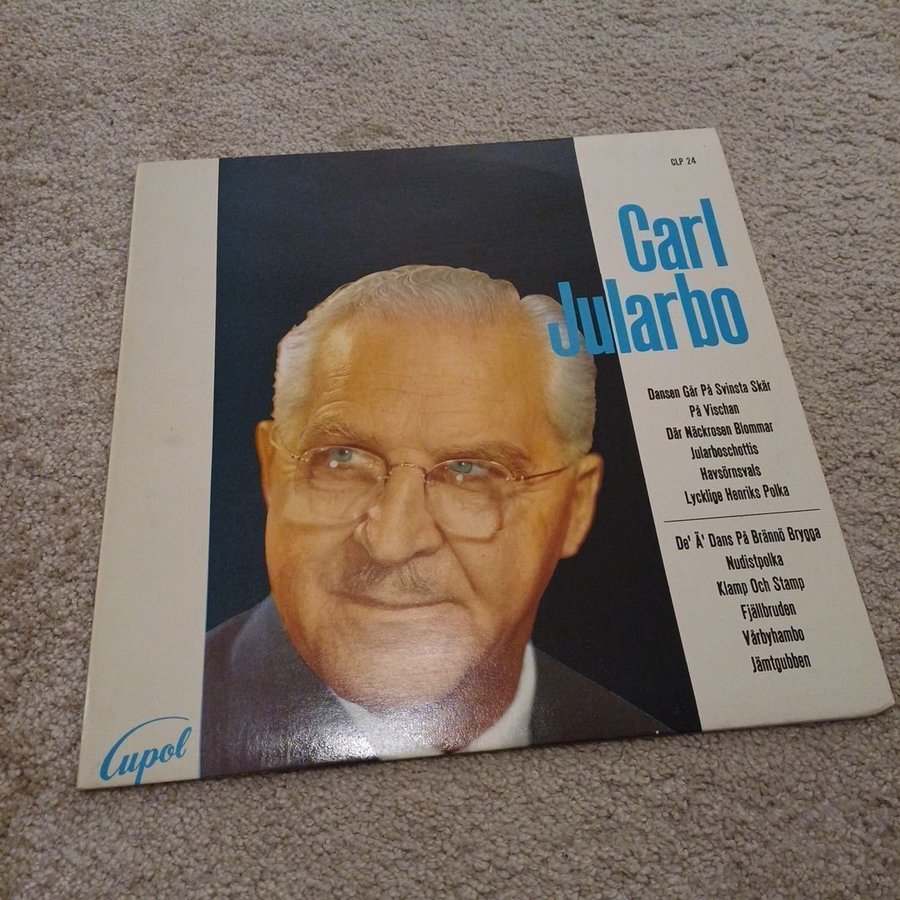 CLP 24
Carl
Jularbo
Dansen Går På Svinsta Skär
På Vischan
Där Näckrosen Blommar
Jularboschottis
Havsörnsvals
Lycklige Henriks Polka
De' Ä' Dans På Brännö Brygga
Nudistpolka
Klamp Och Stamp
Fjällbruden
Vårbyhambo
Jämtgubben
Cupol